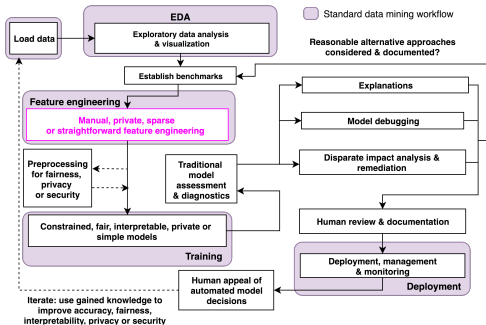 Standard data mining workflow
EDA
Load data
Exploratory data analysis
& visualization
Reasonable alternative approaches
considered & documented?
Establish benchmarks
Feature engineering
Manual, private, sparse
or straightforward feature engineering
Explanations
Model debugging
Disparate impact analysis &
remediation
Preprocessing
for fairness,
privacy
or security
Traditional
model
assessment
& diagnostics
Constrained, fair, interpretable, private or
simple models
Training
Human review & documentation
Deployment, management
& monitoring
Deployment
Human appeal of
automated model
decisions
Iterate: use gained knowledge to
improve accuracy, fairness,
interpretability, privacy or security